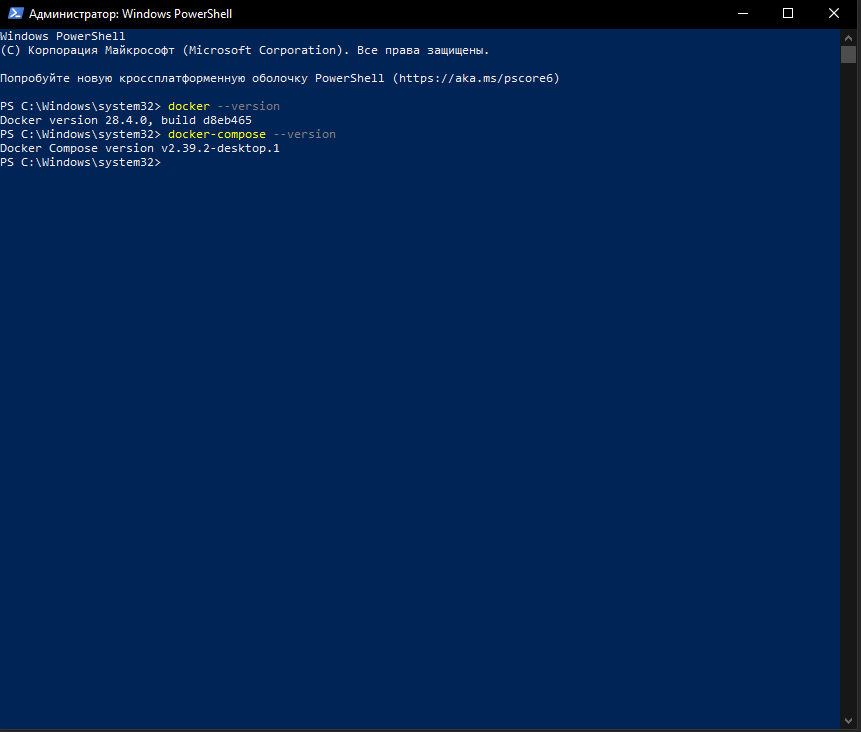 Администратор: Windows PowerShell
Windows PowerShell
(C) Корпорация Майкрософт (Microsoft Corporation). Все права защищены.
Попробуйте новую кроссплатформенную оболочку PowerShell (https://aka.ms/pscore6)
PS C:\Windows\system32> docker --version
Docker version 28.4.0, build d8eb465
PS C:\Windows\system32> docker-compose --version
Docker Compose version v2.39.2-desktop.1
PS C:\Windows\system32>